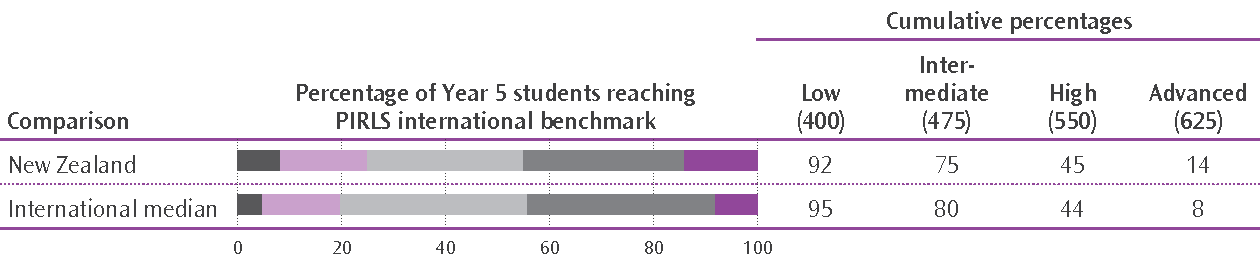 Cumulative percentages
Inter-
Percentage of Year 5 students reaching Low mediate High Advanced
Comparison PIRLS international benchmark (400) (475) (550) (625)
New Zealand 92 75 45 14
International median 95 80 44 8
0 20 40 60 80 100